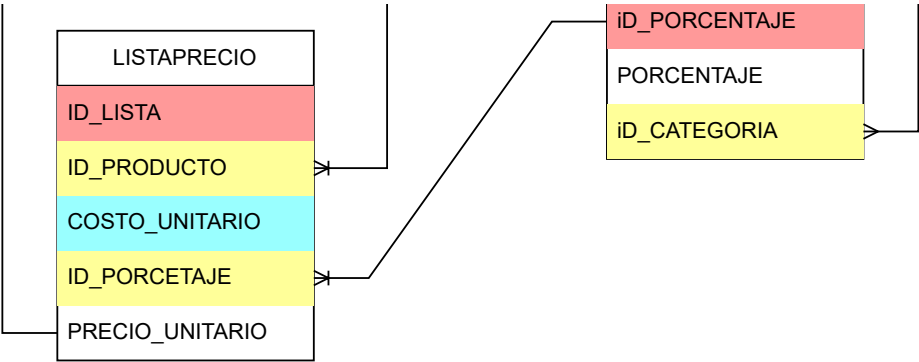 LISTAPRECIO
ID_LISTA
ID_PRODUCTO
COSTO_UNITARIO
ID_PORCETAJE
PRECIO_UNITARIO
iD_PORCENTAJE
PORCENTAJE
iD_CATEGORIA